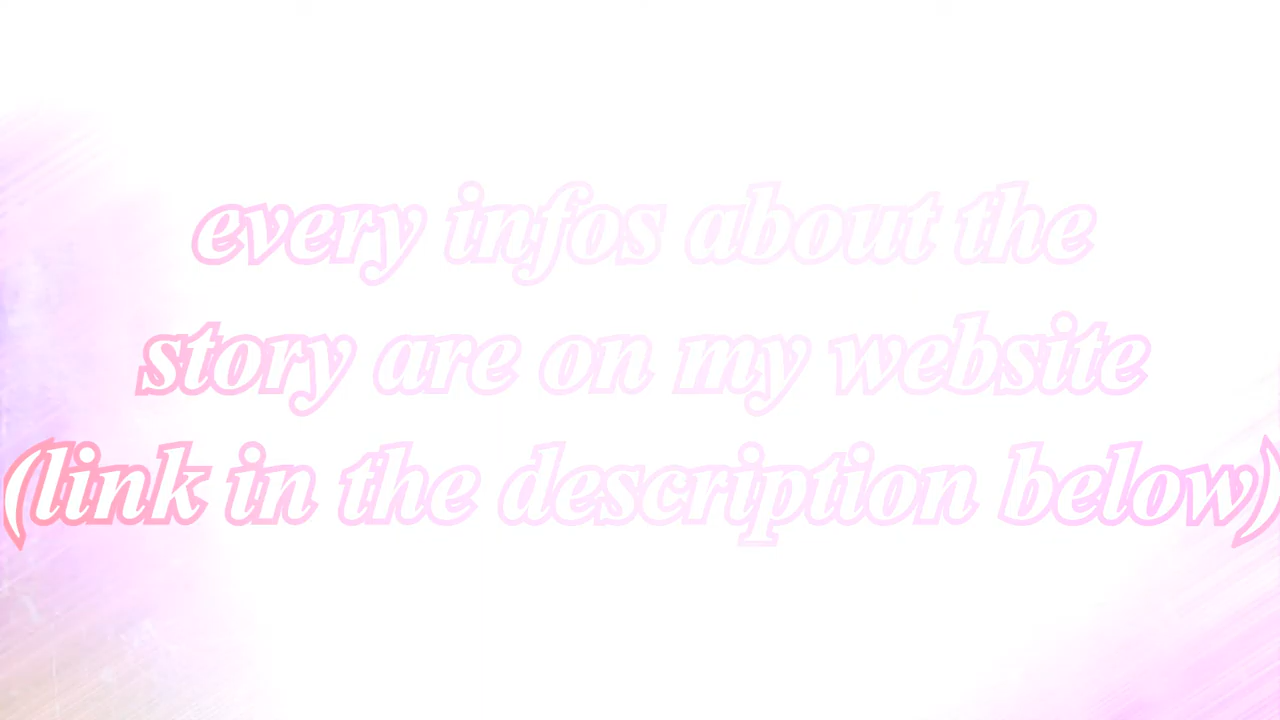 every infos about the
story are on my website
(link in the description below)